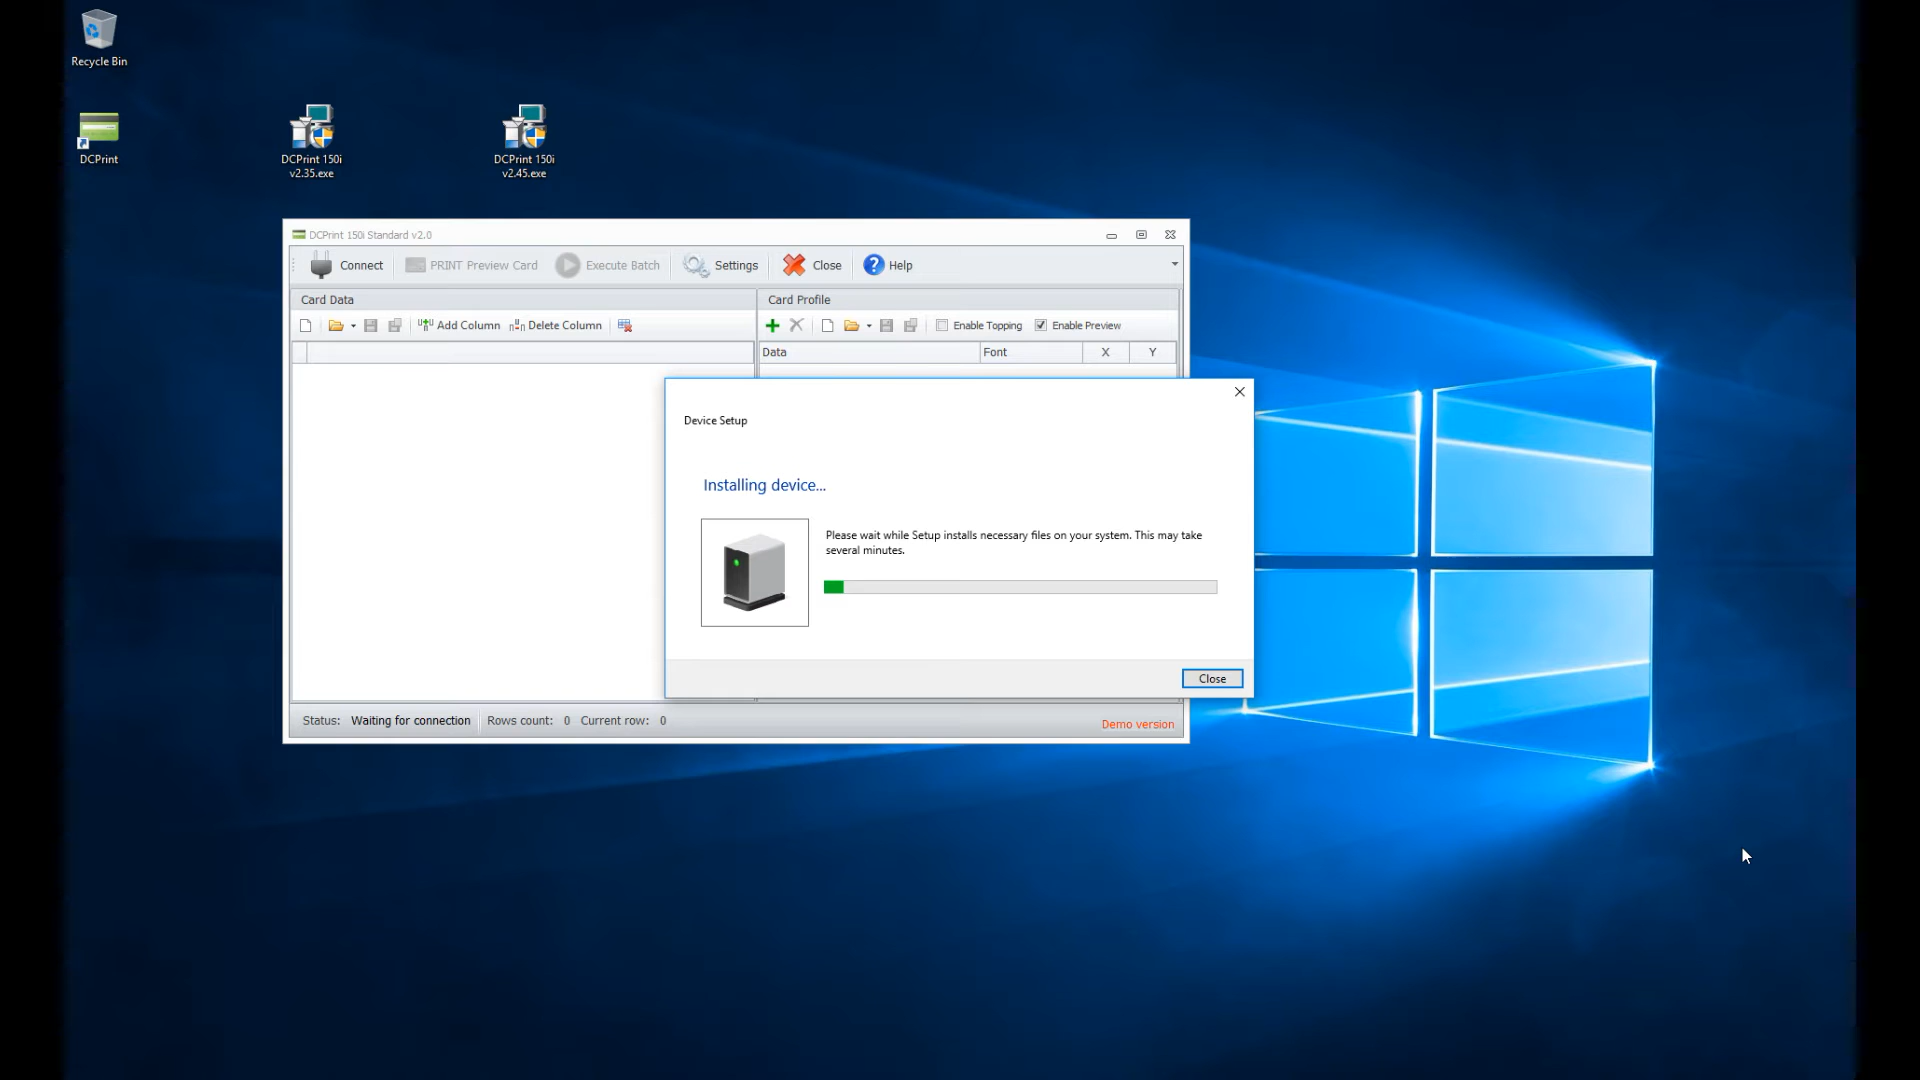 Recycle Bin
DCPrint
DCPrint 150i
v2.35.exe
DCPrint 150i
v2.45.exe
DCPrint 150i Standard v2.0
Connect
PRINT Preview Card
Execute Batch
Settings
Close
Help
Card Data
Add Column
Delete Column
Card Profile
Enable Topping
Enable Preview
Data
Font
X
Y
Device Setup
Installing device...
Please wait while Setup installs necessary files on your system. This may take
several minutes.
Close
Status: Waiting for connection
Rows count: 0
Current row: 0
Demo version